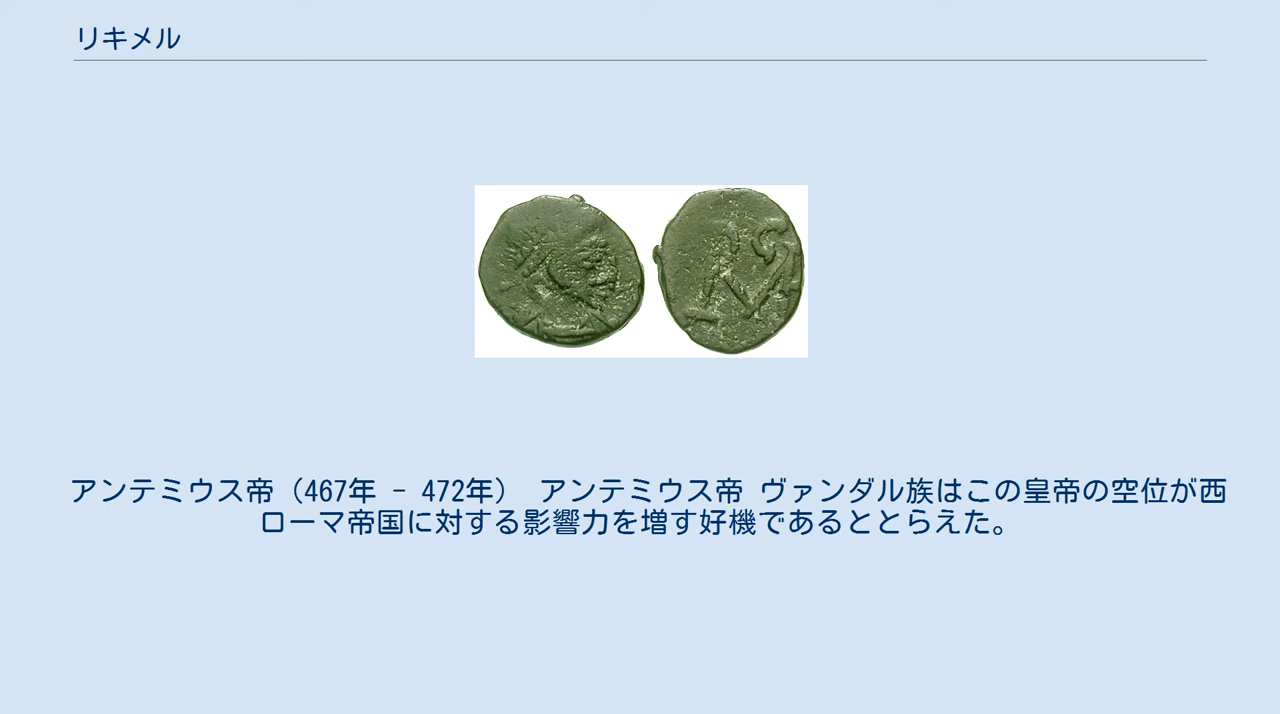 リキメル
アンテミウス帝（467年 - 472年） アンテミウス帝 ヴァンダル族はこの皇帝の空位が西
ローマ帝国に対する影響力を増す好機であるととらえた。